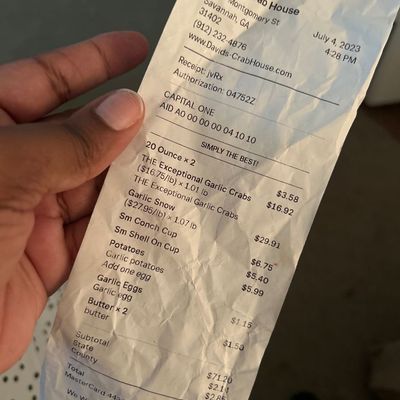 House
Montgomery St
Savannah, GA
31402
(912) 232-4876
www.Davids-CrabHouse.com
July 4, 2023
4:28 PM
Receipt: jvRx
Authorization: 04752Z
CAPITAL ONE
AID A0 00 00 00 04 10 10
SIMPLY THE BEST!
20 Ounce × 2 $3.58
THE Exceptional Garlic Crabs $16.92
($16.75/lb) × 1.01 lb
THE Exceptional Garlic Crabs
Garlic Snow $29.91
($27.95/lb) × 1.07 lb
Sm Conch Cup $6.75
Sm Shell On Cup $5.40
Potatoes $5.99
Garlic potatoes
Add one egg
Garlic Eggs $1.15
Garlic egg
Butter × 2 $1.50
butter
Subtotal $71.20
State
County
Total
MasterCard
We